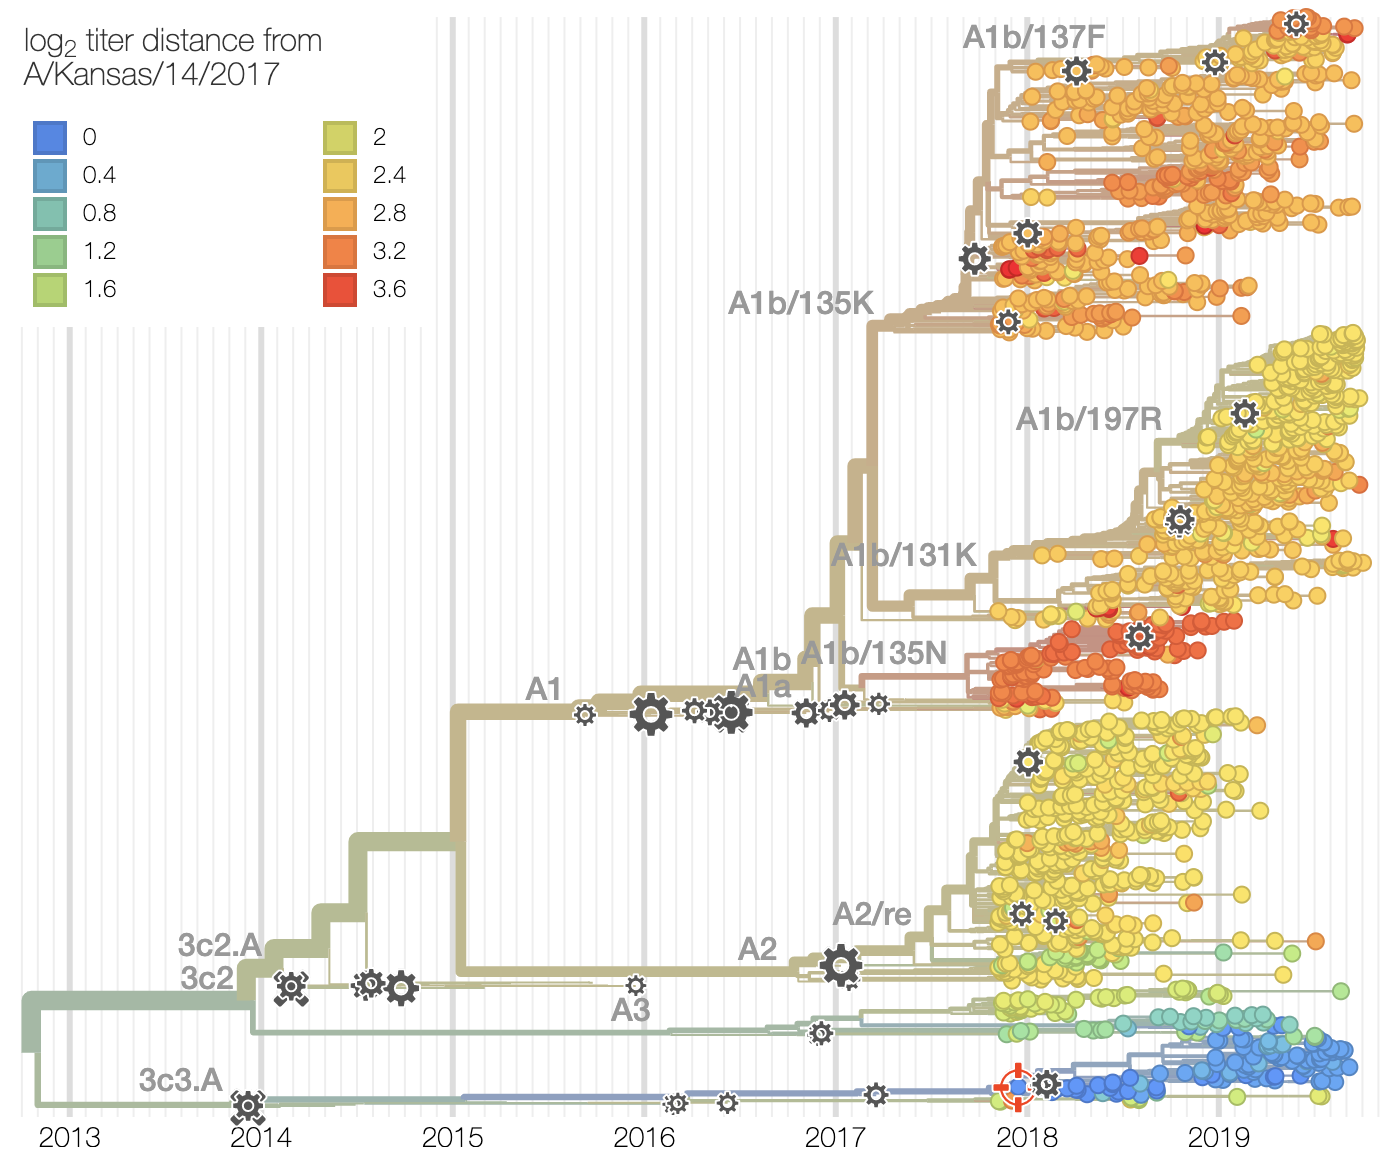 log2 titer distance from
A/Kansas/14/2017
0
0.4
0.8
1.2
1.6
2
2.4
2.8
3.2
3.6
A1b/137F
A1b/135K
A1b/197R
A1b/131K
A1b/135N
A1b
A1a
A1
A2/re
A2
3c2.A
3c2
A3
3c3.A
2013 2014 2015 2016 2017 2018 2019